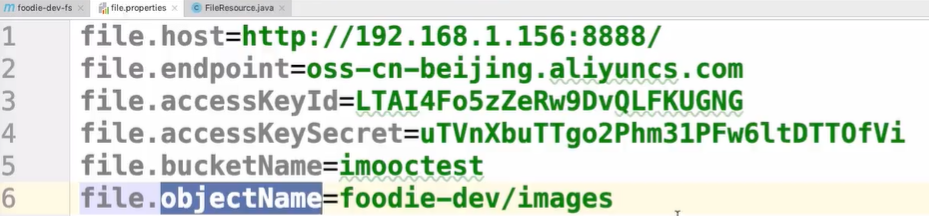 foodie-dev-fs × file.properties × FileResource.java ×
1 file.host=http://192.168.1.156:8888/
2 file.endpoint=oss-cn-beijing.aliyuncs.com
3 file.accessKeyId=LTAI4Fo5zZeRw9DvQLFKUGNG
4 file.accessKeySecret=uTVnXbuTTgo2Phm31PFw6ltDTTOfVi
5 file.bucketName=imooctest
6 file.objectName=foodie-dev/images